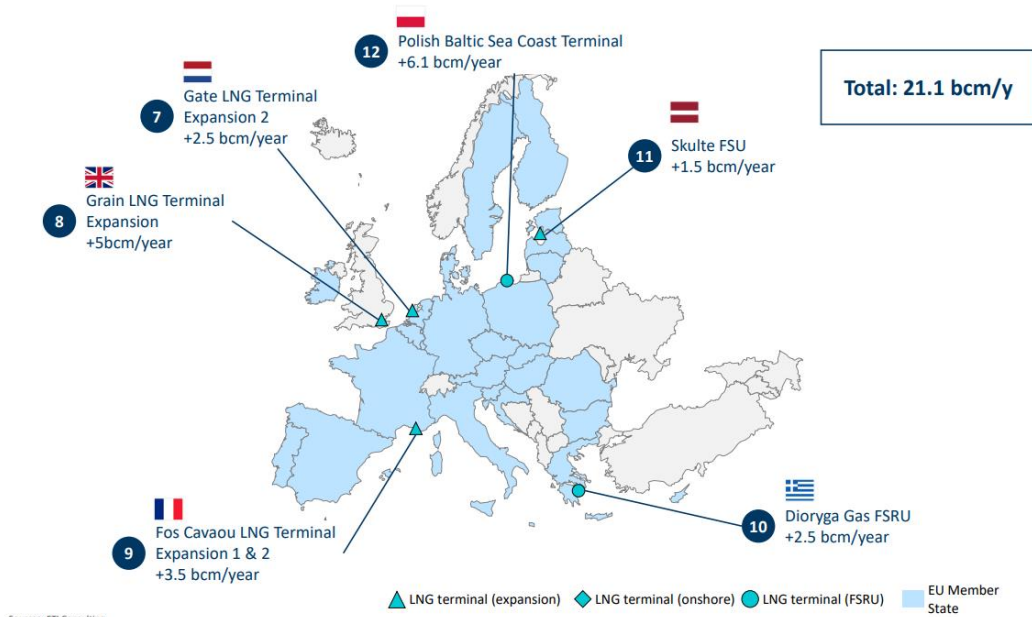 12
Polish Baltic Sea Coast Terminal
+6.1 bcm/year
Total: 21.1 bcm/y
7
Gate LNG Terminal
Expansion 2
+2.5 bcm/year
11
Skulte FSU
+1.5 bcm/year
8
Grain LNG Terminal
Expansion
+5bcm/year
9
Fos Cavaou LNG Terminal
Expansion 1 & 2
+3.5 bcm/year
10
Dioryga Gas FSRU
+2.5 bcm/year
LNG terminal (expansion)
LNG terminal (onshore)
LNG terminal (FSRU)
EU Member
State